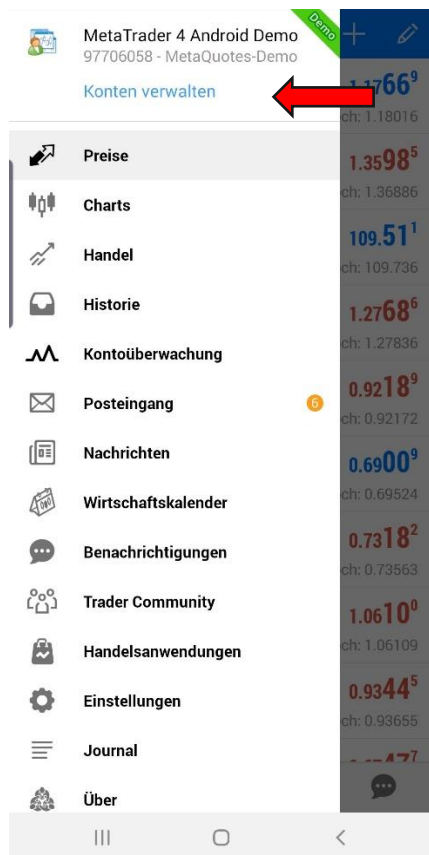 MetaTrader 4 Android Demo
Demo
97706058 - MetaQuotes-Demo
Konten verwalten
Preise
Charts
Handel
Historie
Kontoüberwachung
Posteingang 6
Nachrichten
Wirtschaftskalender
Benachrichtigungen
Trader Community
Handelsanwendungen
Einstellungen
Journal
Über
1.1766⁹
ch: 1.18016
1.3598⁵
ch: 1.36886
109.51¹
ch: 109.736
1.2768⁶
ch: 1.27836
0.9218⁹
ch: 0.92172
0.6900⁹
ch: 0.69524
0.7318²
ch: 0.73563
1.0610⁰
ch: 1.06109
0.9344⁵
ch: 0.93655